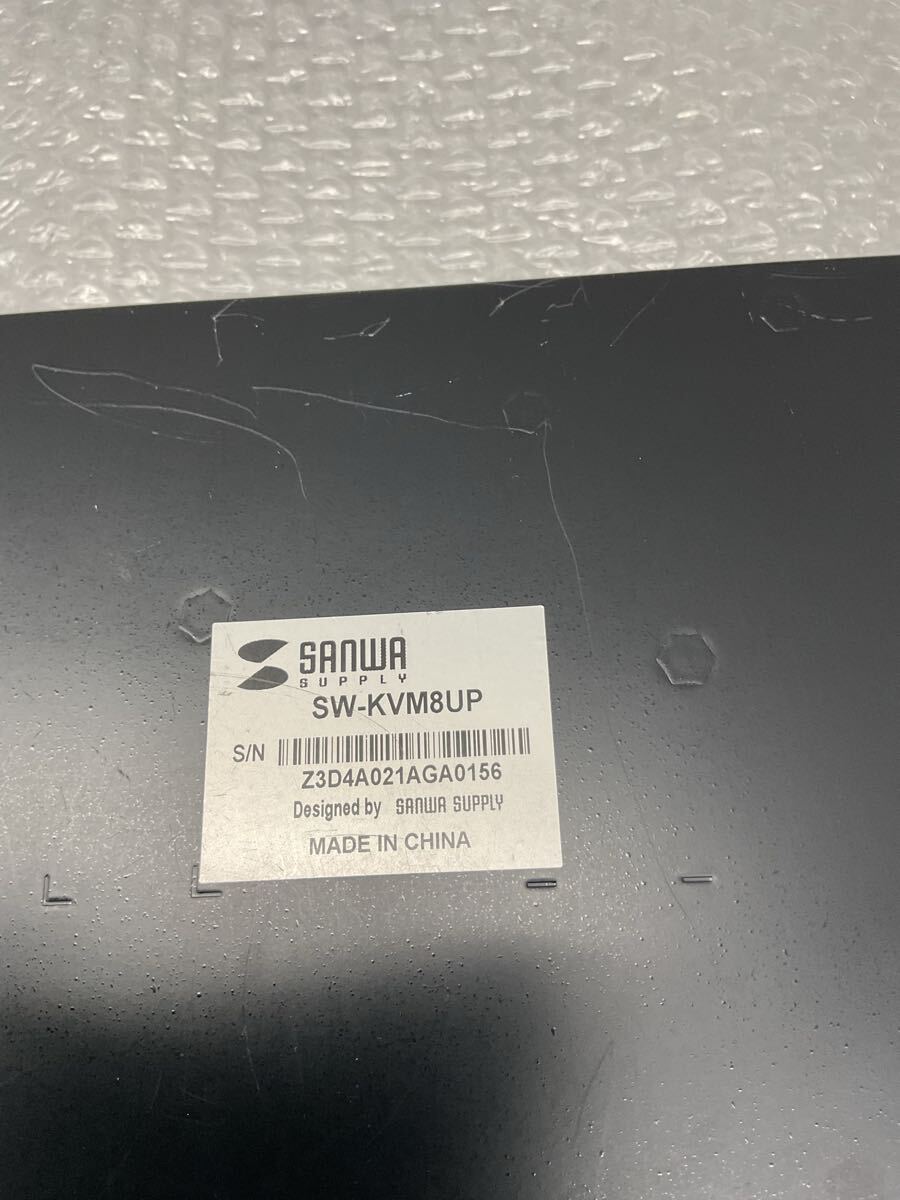 SANWA
SUPPLY
SW-KVM8UP
S/N
Z3D4A021AGA0156
Designed by SANWA SUPPLY
MADE IN CHINA